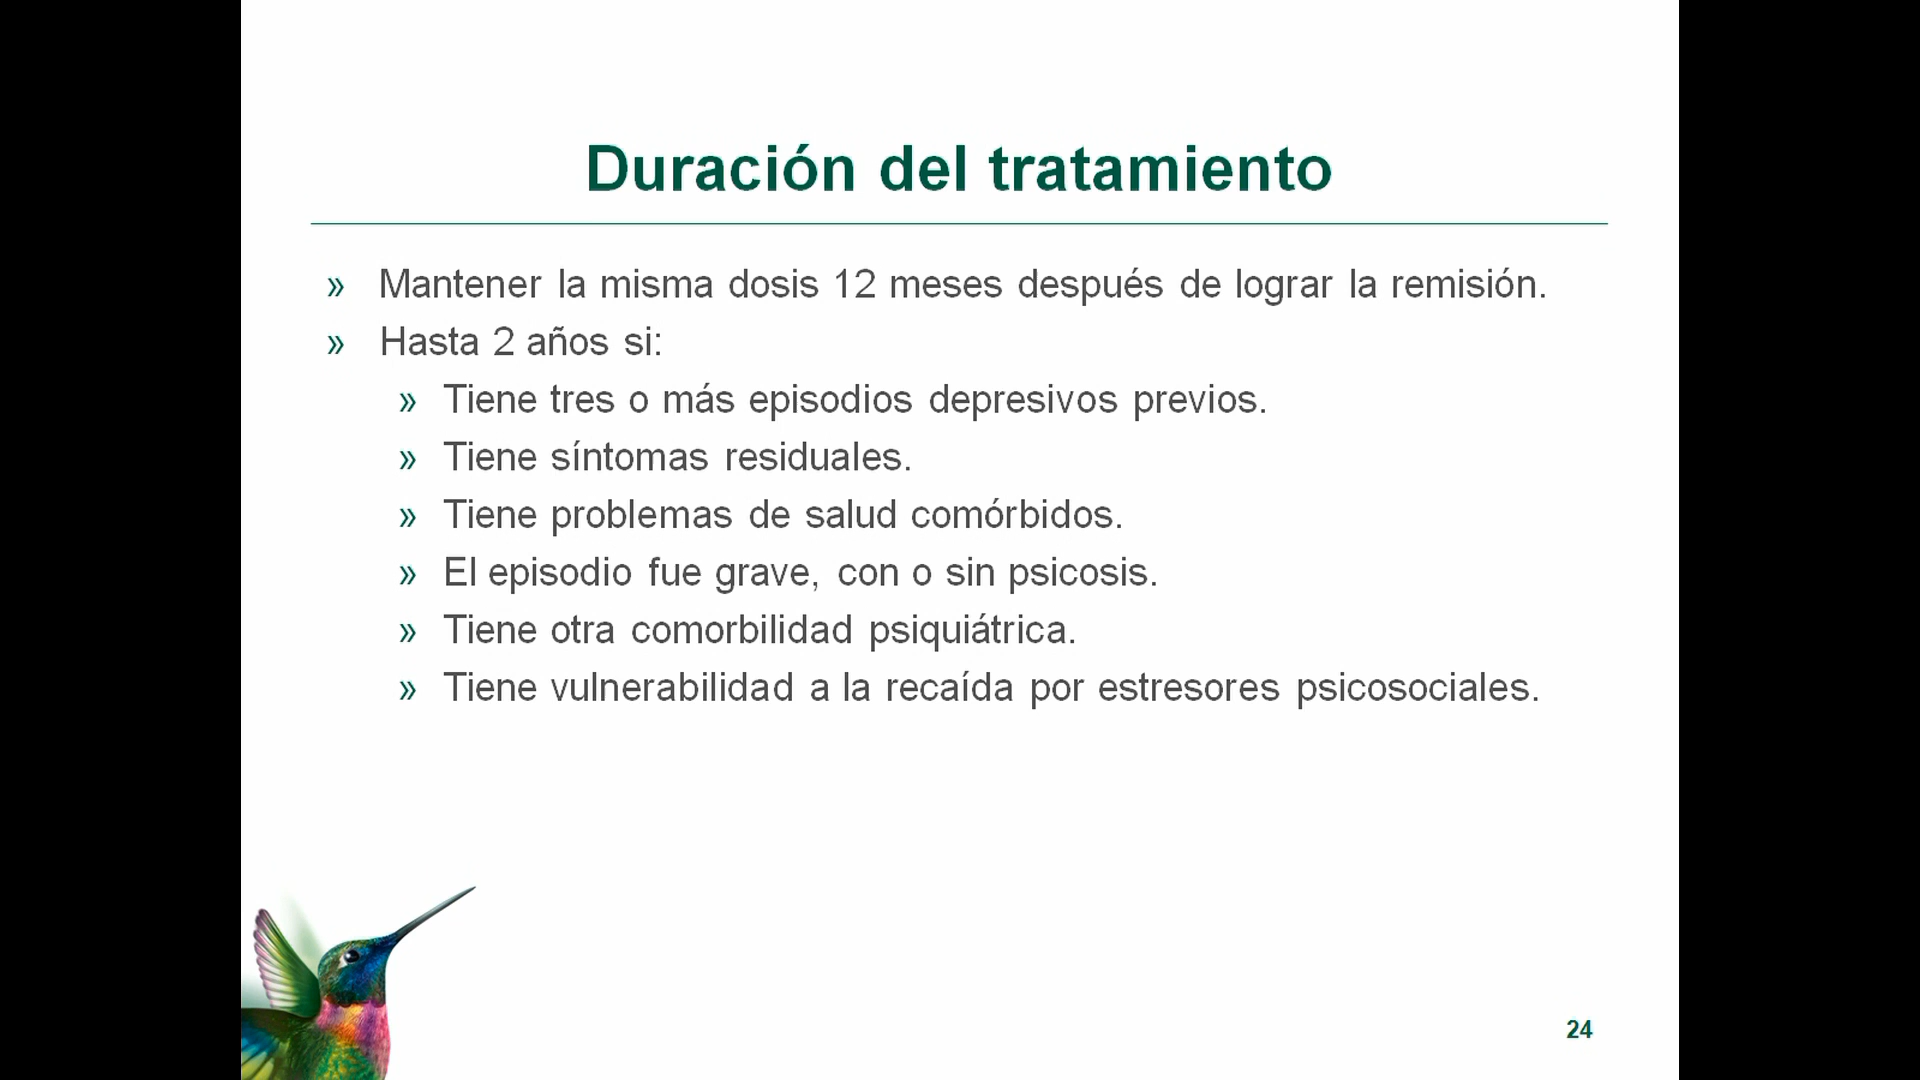 Duración del tratamiento
» Mantener la misma dosis 12 meses después de lograr la remisión.
» Hasta 2 años si:
» Tiene tres o más episodios depresivos previos.
» Tiene síntomas residuales.
» Tiene problemas de salud comórbidos.
» El episodio fue grave, con o sin psicosis.
» Tiene otra comorbilidad psiquiátrica.
» Tiene vulnerabilidad a la recaída por estresores psicosociales.
24